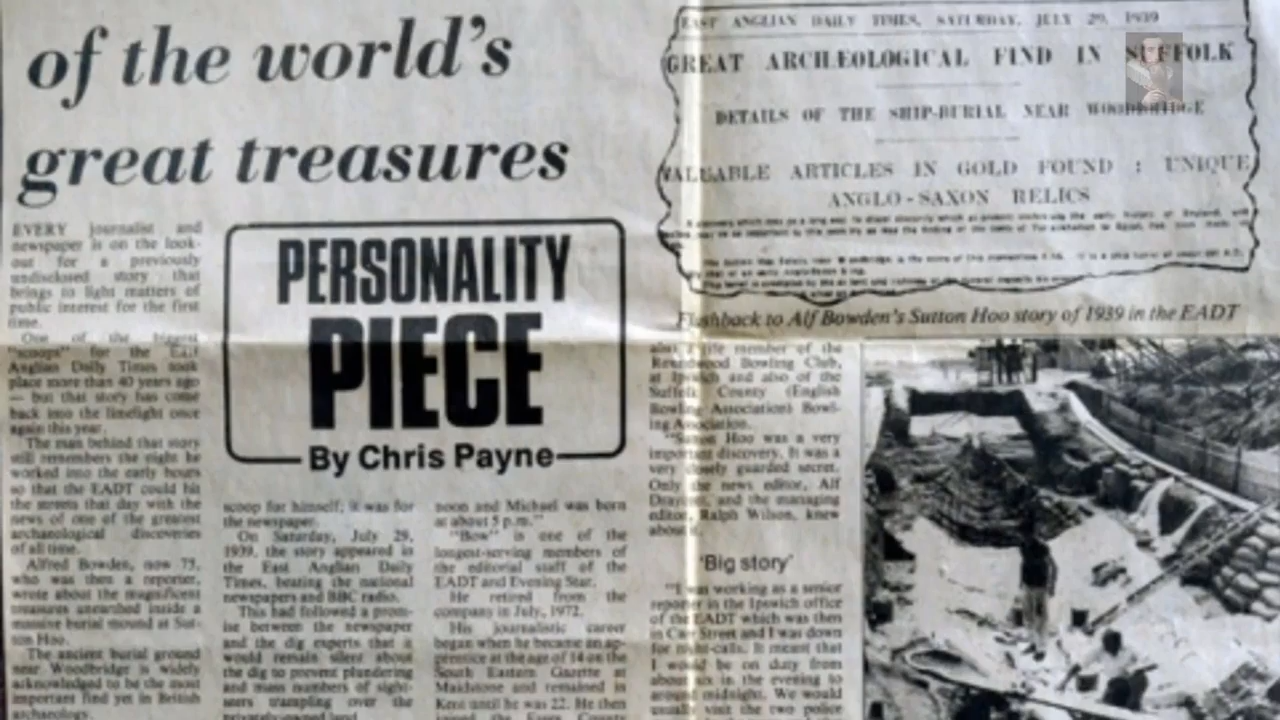 of the world's
great treasures
EVERY journalist and
newspaper is on the look-
out for a previously
undisclosed story that
brings to light matters of
public interest for the first
time.
One of the biggest
"scoops" for the East
Anglian Daily Times took
place more than 40 years ago
— but that story has come
back into the limelight once
again this year.
The man behind that story
still remembers the night he
worked into the early hours
so that the EADT could hit
the streets that day with the
news of one of the greatest
archaeological discoveries
of all time.
Alfred Bowden, now 75,
who was then a reporter,
wrote about the magnificent
treasures unearthed inside a
massive burial mound at Sut-
ton Hoo.
The ancient burial ground
near Woodbridge is widely
acknowledged to be the most
important find yet in British
archaeology.
PERSONALITY
PIECE
By Chris Payne
scoop for himself; it was for
the newspaper.
On Saturday, July 29,
1939, the story appeared in
the East Anglian Daily
Times, beating the national
newspapers and BBC radio.
This had followed a prom-
ise between the newspaper
and the dig experts that it
would remain silent about
the dig to prevent plundering
and mass numbers of sight-
seers trampling over the
privately-owned land.
noon and Michael was born
at about 5 p.m."
"Bow" is one of the
longest-serving members of
the editorial staff of the
EADT and Evening Star.
He retired from the
company in July, 1972.
His journalistic career
began when he became an ap-
prentice at the age of 14 on the
South Eastern Gazette at
Maidstone and remained in
Kent until he was 22. He then
joined the Essex County
EAST ANGLIAN DAILY TIMES, SATURDAY, JULY 29, 1939
GREAT ARCHÆOLOGICAL FIND IN SUFFOLK
DETAILS OF THE SHIP-BURIAL NEAR WOODBRIDGE
VALUABLE ARTICLES IN GOLD FOUND : UNIQUE
ANGLO-SAXON RELICS
Flashback to Alf Bowden's Sutton Hoo story of 1939 in the EADT
also a life member of the
Roundwood Bowling Club,
at Ipswich and also of the
Suffolk County (English
Bowling Association) Bowl-
ing Association.
"Sutton Hoo was a very
important discovery. It was a
very closely guarded secret.
Only the news editor, Alf
and the managing
editor, Ralph Wilson, knew
about it.
'Big story'
"I was working as a senior
reporter in the Ipswich office
of the EADT which was then
in Carr Street and I was down
for night-calls. It meant that
I would be on duty from
about six in the evening to
around midnight. We would
usually visit the two police